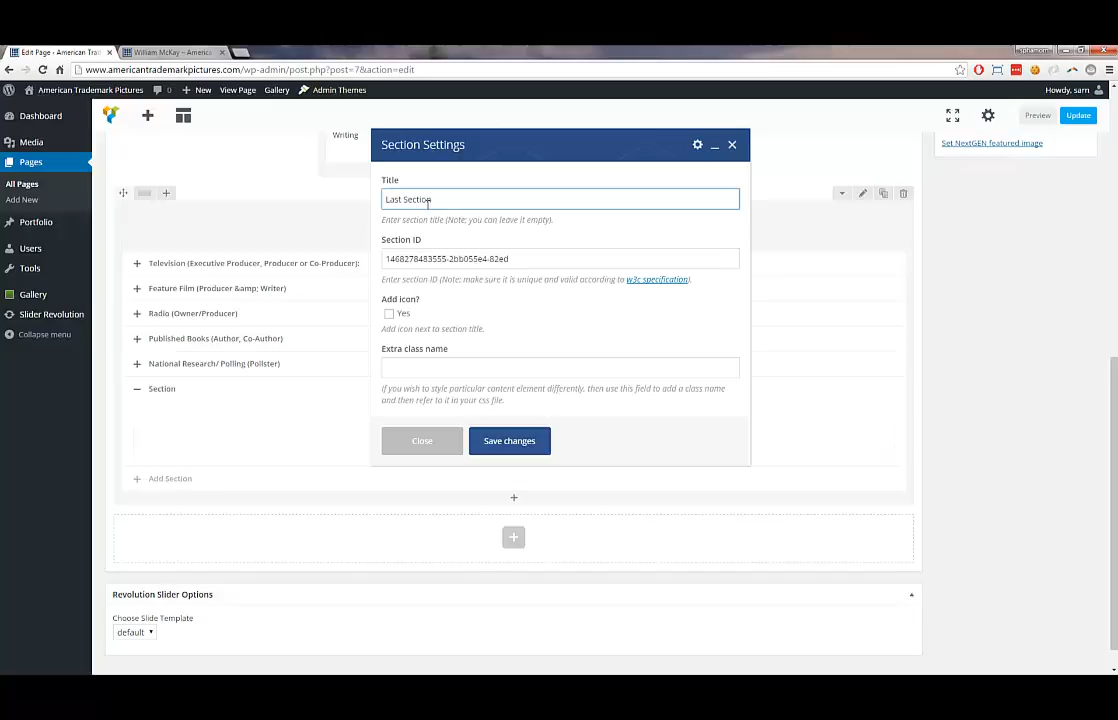 Edit Page - American Trad
William McKay – America
www.americantrademarkpictures.com/wp-admin/post.php?post=7&action=edit
American Trademark Pictures
0
New
View Page
Gallery
Admin Themes
Howdy, sarn
Dashboard
Media
Pages
All Pages
Add New
Portfolio
Users
Tools
Gallery
Slider Revolution
Collapse menu
Preview
Update
Writing
Set NextGEN featured image
Section Settings
Title
Last Section
Enter section title (Note: you can leave it empty).
Section ID
1468278483555-2bb055e4-82ed
Enter section ID (Note: make sure it is unique and valid according to w3c specification).
Add icon?
Yes
Add icon next to section title.
Extra class name
If you wish to style particular content element differently, then use this field to add a class name
and then refer to it in your css file.
Close
Save changes
Television (Executive Producer, Producer or Co-Producer):
Feature Film (Producer &amp; Writer)
Radio (Owner/Producer)
Published Books (Author, Co-Author)
National Research/ Polling (Pollster)
Section
Add Section
Revolution Slider Options
Choose Slide Template
default